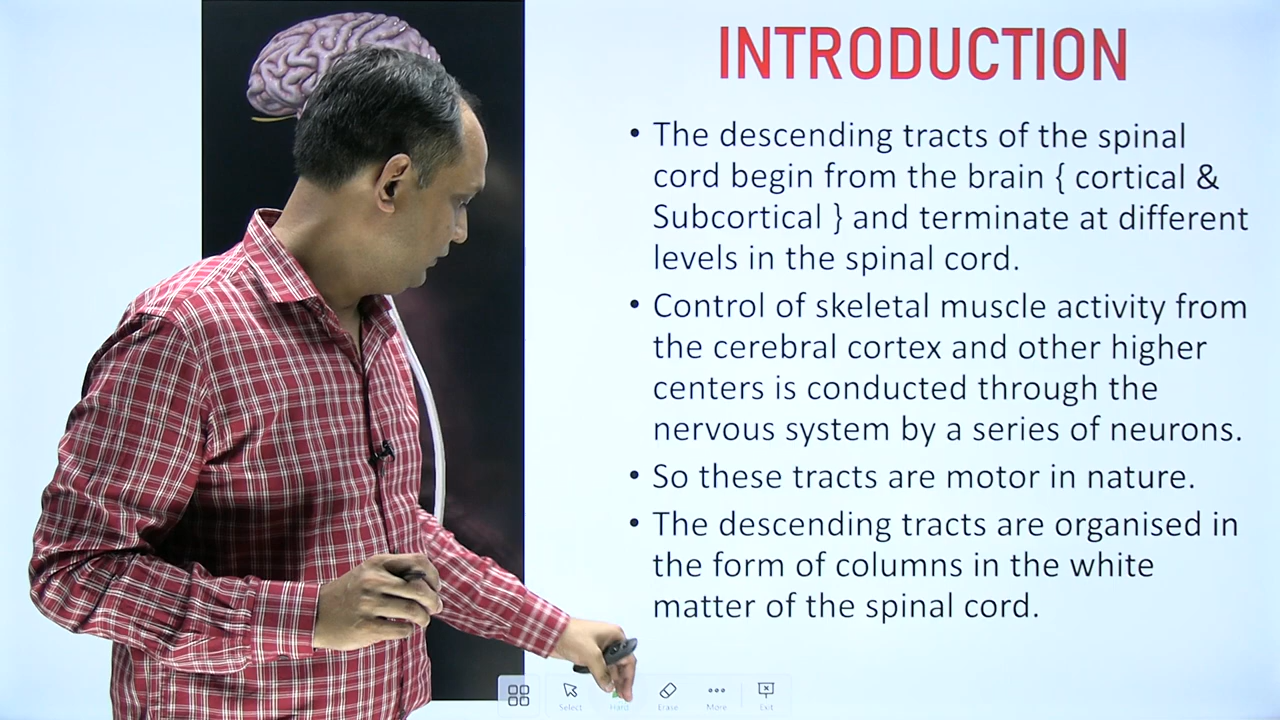 INTRODUCTION
• The descending tracts of the spinal
cord begin from the brain { cortical &
Subcortical } and terminate at different
levels in the spinal cord.
• Control of skeletal muscle activity from
the cerebral cortex and other higher
centers is conducted through the
nervous system by a series of neurons.
• So these tracts are motor in nature.
• The descending tracts are organised in
the form of columns in the white
matter of the spinal cord.
Select
Hard
Erase
More
Exit